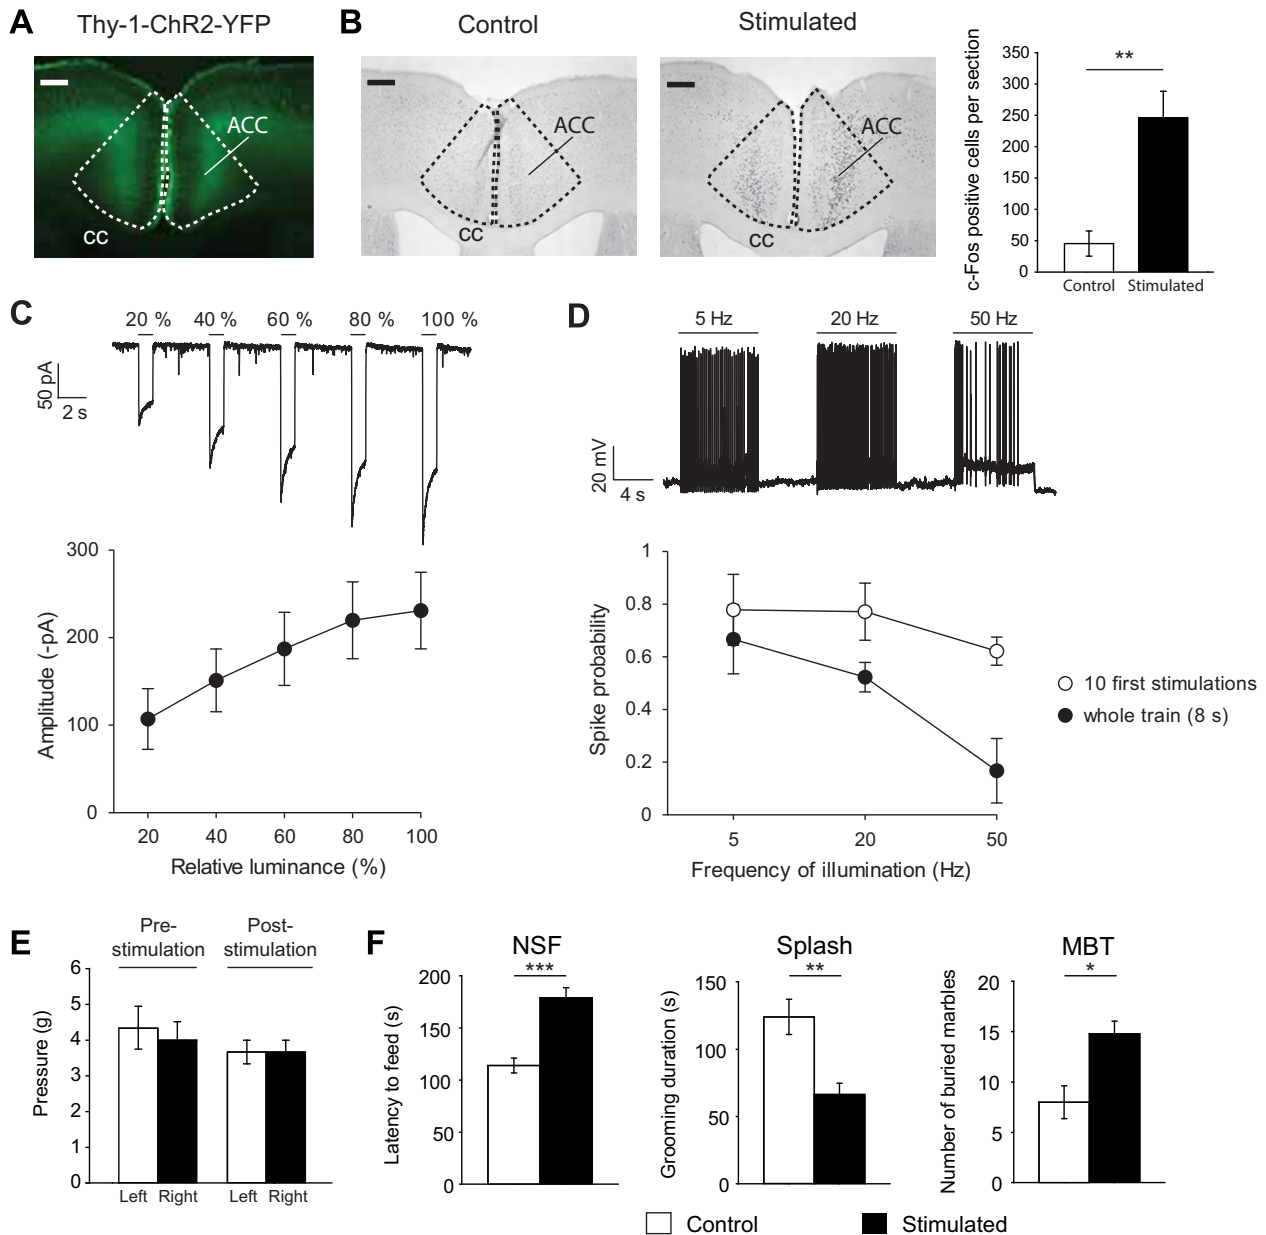 A Thy-1-ChR2-YFP
ACC
cc
B Control Stimulated
ACC
cc
ACC
cc
c-Fos positive cells per section
350
300
250
200
150
100
50
0
**
Control Stimulated
C
20 % 40 % 60 % 80 % 100 %
50 pA
2 s
Amplitude (-pA)
300
200
100
0
20 40 60 80 100
Relative luminance (%)
D
5 Hz 20 Hz 50 Hz
20 mV
4 s
Spike probability
1
0.8
0.6
0.4
0.2
0
5 20 50
Frequency of illumination (Hz)
10 first stimulations
whole train (8 s)
E
Pre-
stimulation
Post-
stimulation
Pressure (g)
6
5
4
3
2
1
0
Left Right Left Right
F
NSF
***
Latency to feed (s)
200
150
100
50
0
Splash
**
Grooming duration (s)
150
100
50
0
MBT
*
Number of buried marbles
20
15
10
5
0
Control Stimulated